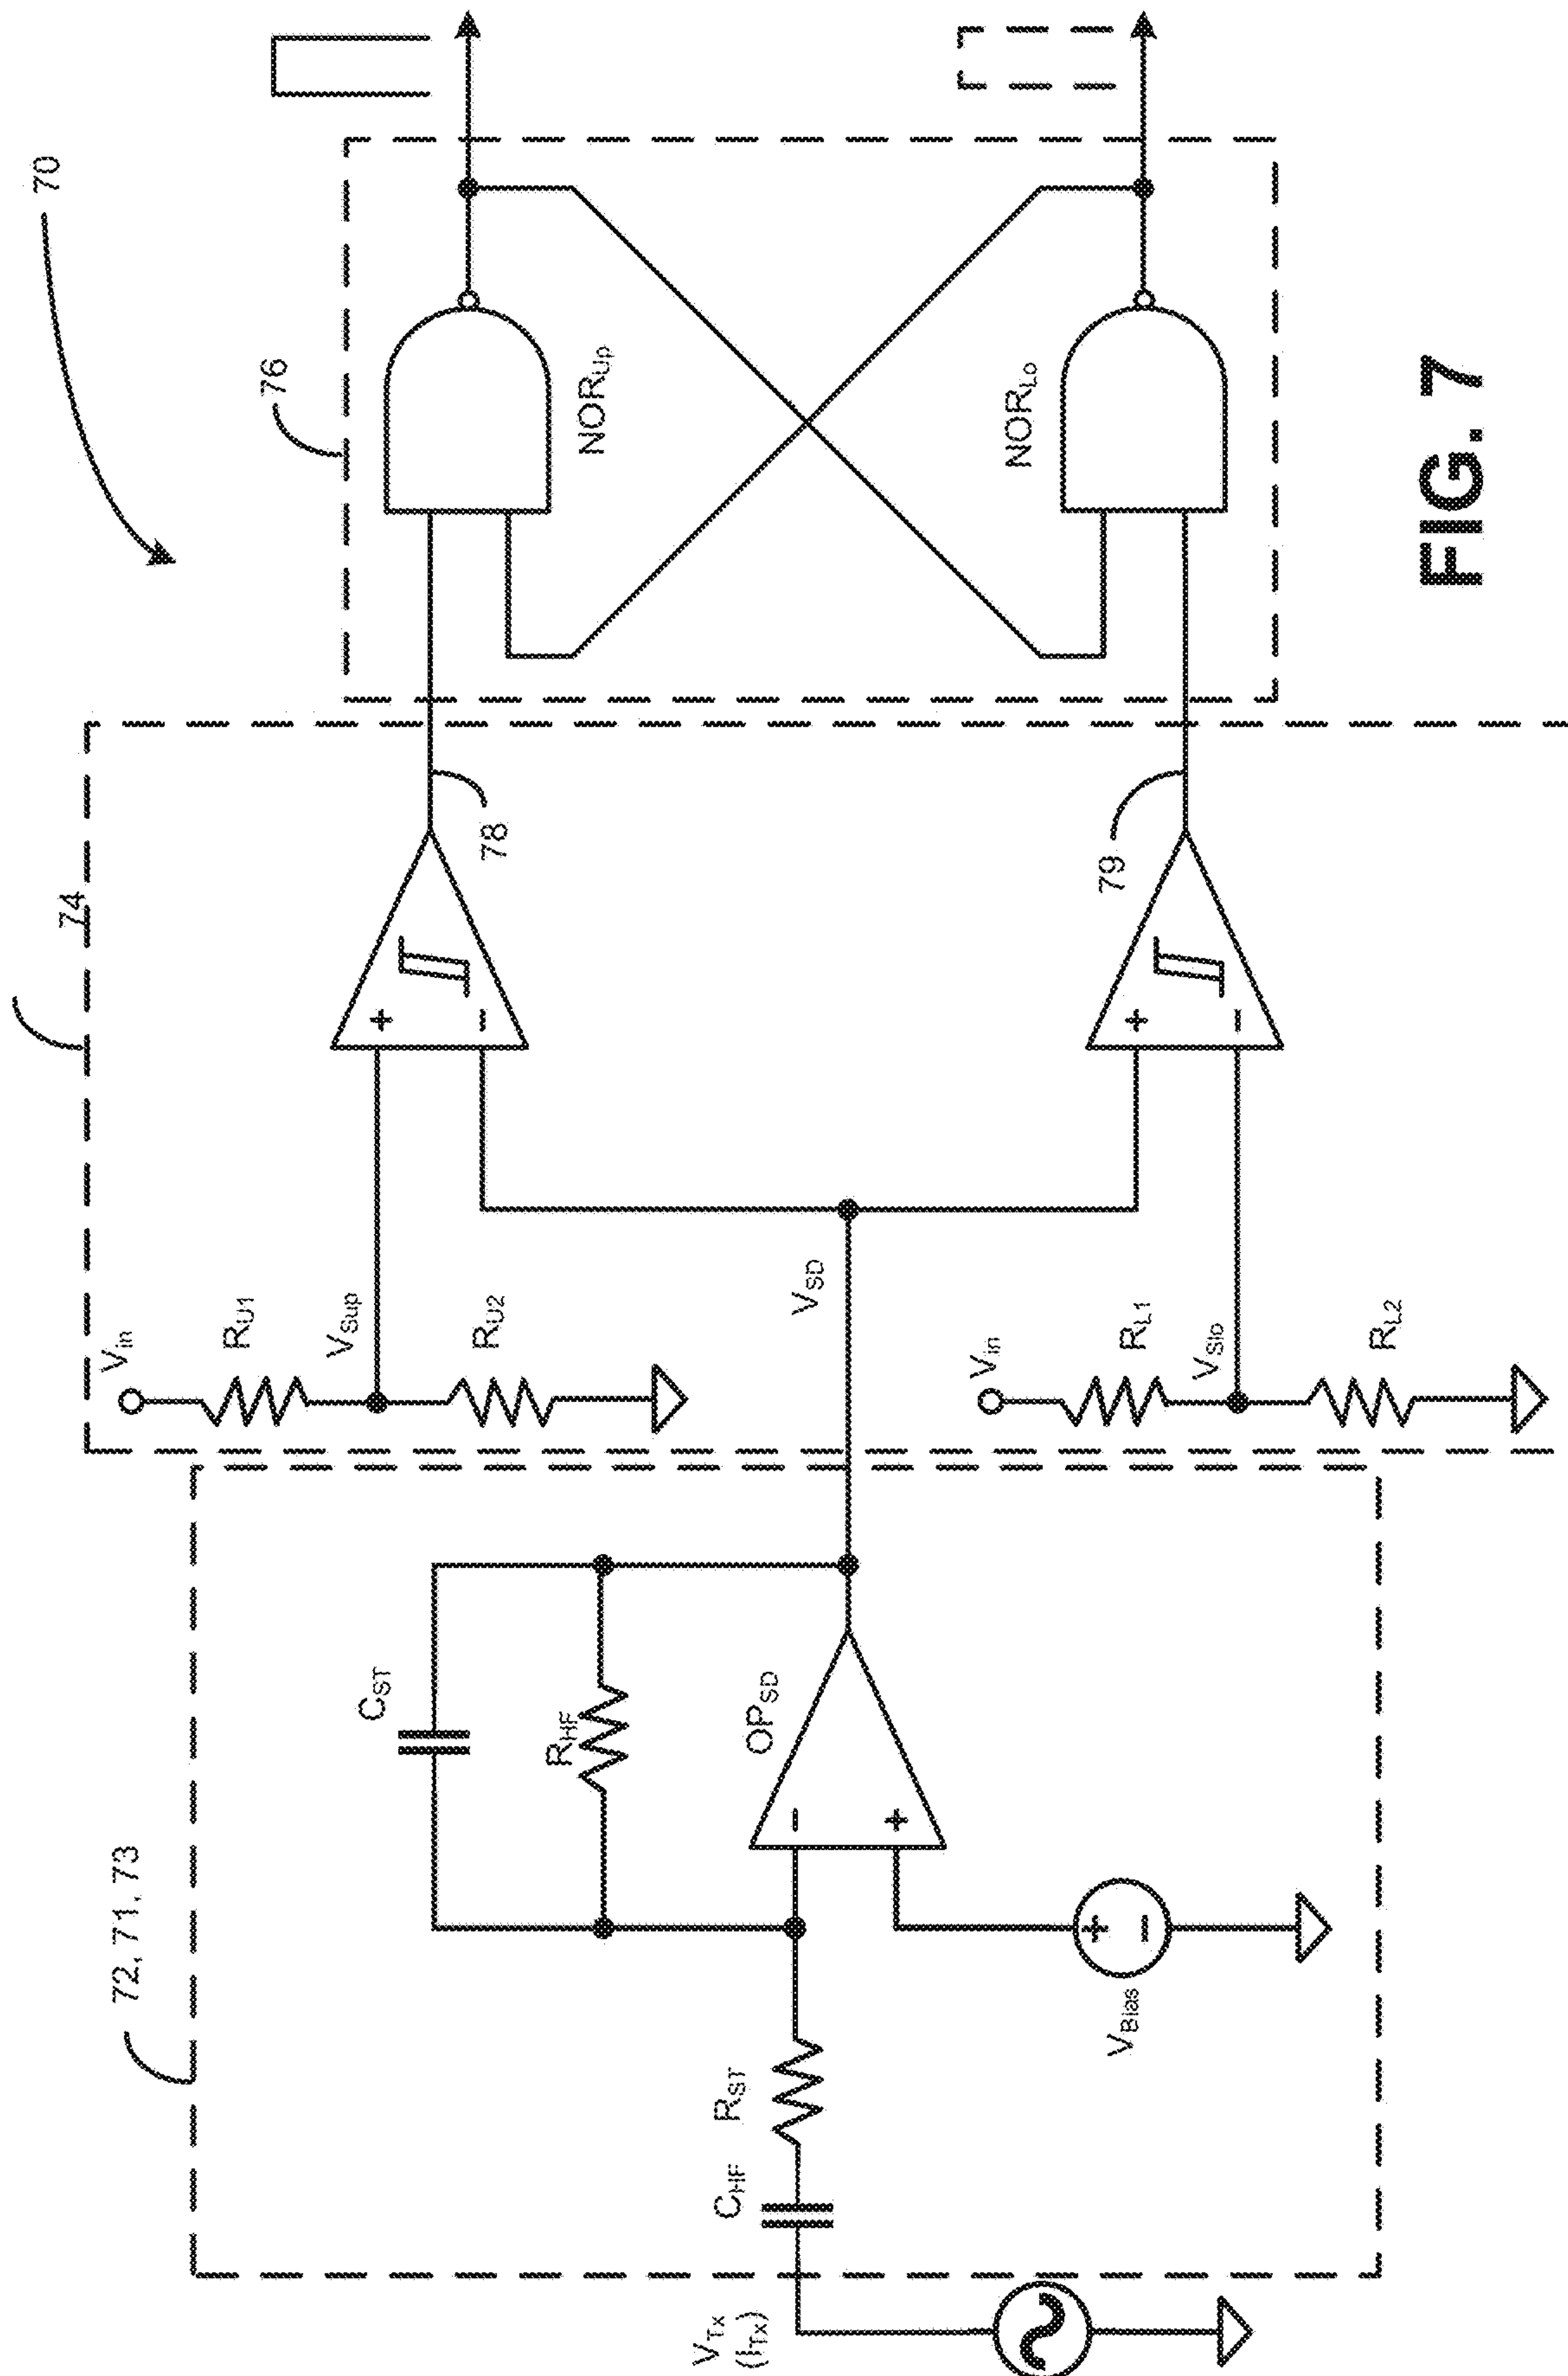 70
72, 71, 73
74
76
V_Tx
(I_Tx)
C_HF
R_ST
C_ST
R_HF
OP_SD
-
+
V_Bias
+
-
V_in
R_U1
V_Sup
R_U2
V_SD
V_in
R_L1
V_Slo
R_L2
+
-
78
+
-
79
NOR_Up
NOR_Lo
FIG. 7